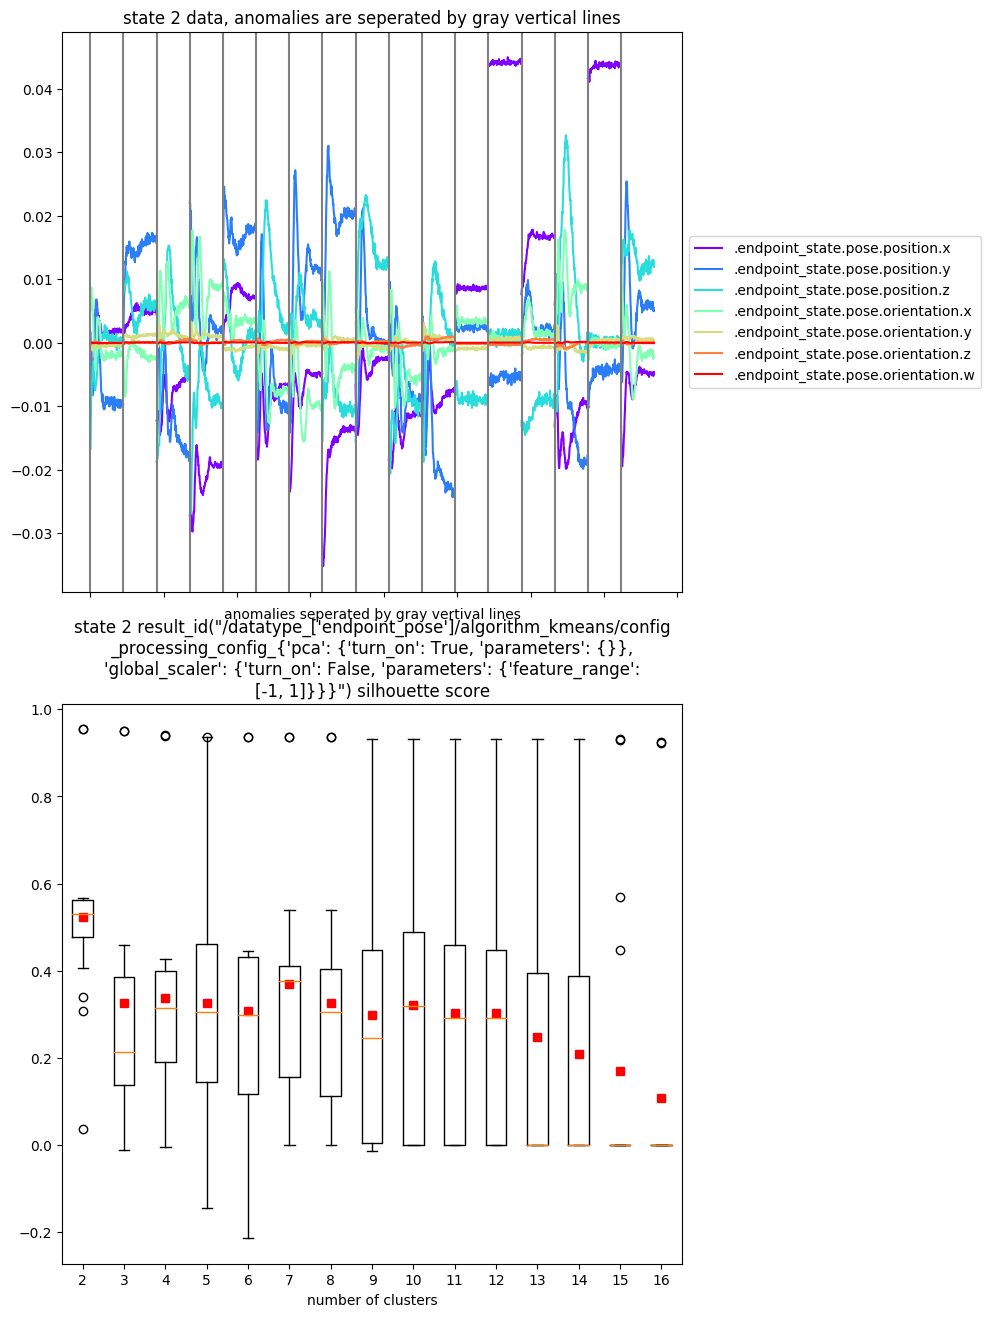 state 2 data, anomalies are seperated by gray vertical lines
0.04
0.03
0.02
0.01
0.00
−0.01
−0.02
−0.03
.endpoint_state.pose.position.x
.endpoint_state.pose.position.y
.endpoint_state.pose.position.z
.endpoint_state.pose.orientation.x
.endpoint_state.pose.orientation.y
.endpoint_state.pose.orientation.z
.endpoint_state.pose.orientation.w
anomalies seperated by gray vertival lines
state 2 result_id("/datatype_['endpoint_pose']/algorithm_kmeans/config
_processing_config_{'pca': {'turn_on': True, 'parameters': {}},
'global_scaler': {'turn_on': False, 'parameters': {'feature_range':
[-1, 1]}}}") silhouette score
1.0
0.8
0.6
0.4
0.2
0.0
−0.2
2 3 4 5 6 7 8 9 10 11 12 13 14 15 16
number of clusters